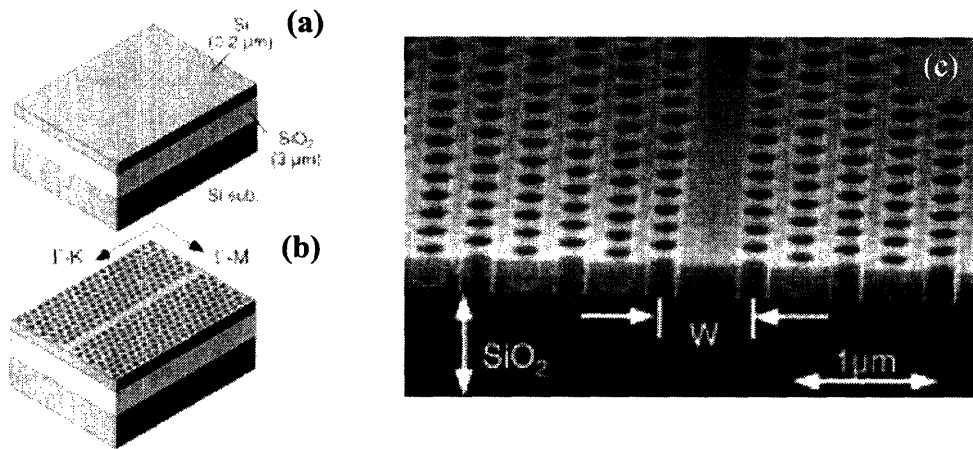 (a)
Si
(0.2 μm)
SiO₂
(3 μm)
Si sub.
(b)
Γ-K
Γ-M
(c)
W
SiO₂
1μm